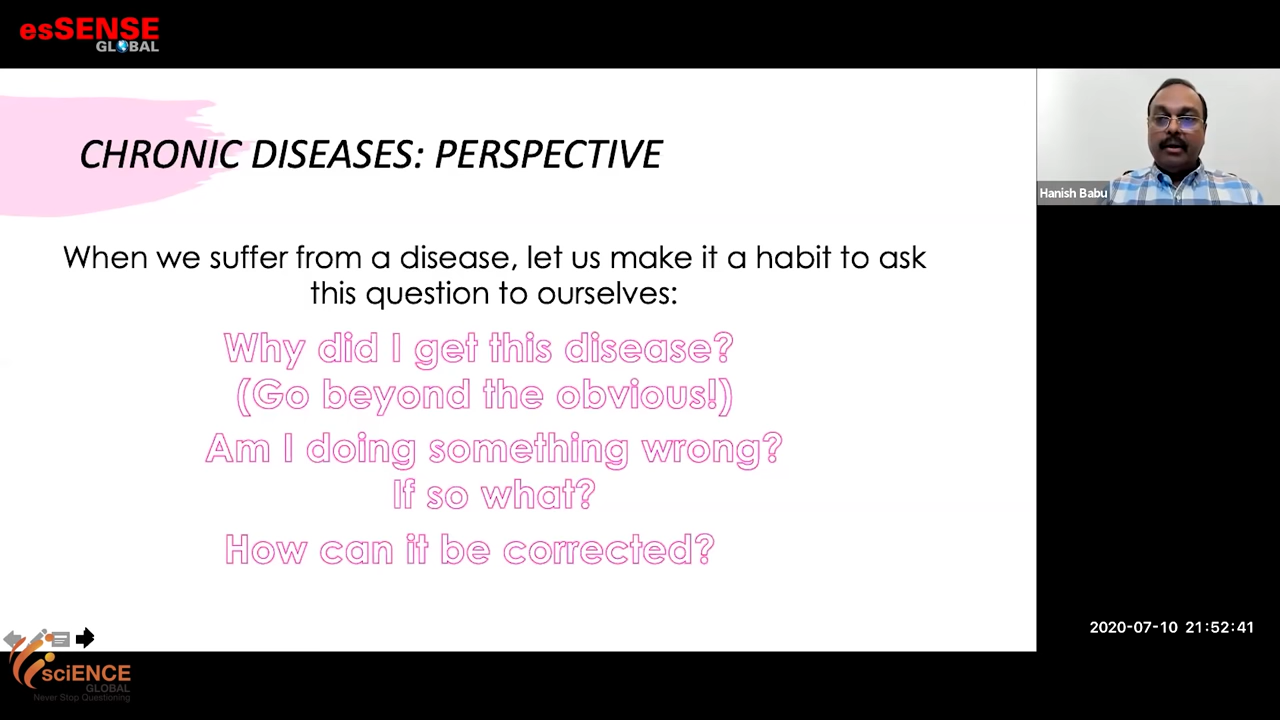 esSENSE
GLOBAL
CHRONIC DISEASES: PERSPECTIVE
Hanish Babu
When we suffer from a disease, let us make it a habit to ask
this question to ourselves:
Why did I get this disease?
(Go beyond the obvious!)
Am I doing something wrong?
If so what?
How can it be corrected?
2020-07-10 21:52:41
sciENCE
GLOBAL
Never Stop Questioning